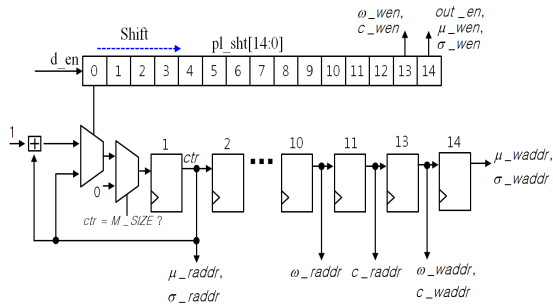 ω_wen,
c_wen
out_en,
μ_wen,
σ_wen
Shift
pl_sht[14:0]
d_en
0 1 2 3 4 5 6 7 8 9 10 11 12 13 14
1
1
ctr
2
10
11
13
14
0
ctr = M_SIZE ?
μ_waddr,
σ_waddr
μ_raddr,
σ_raddr
ω_raddr
c_raddr
ω_waddr,
c_waddr